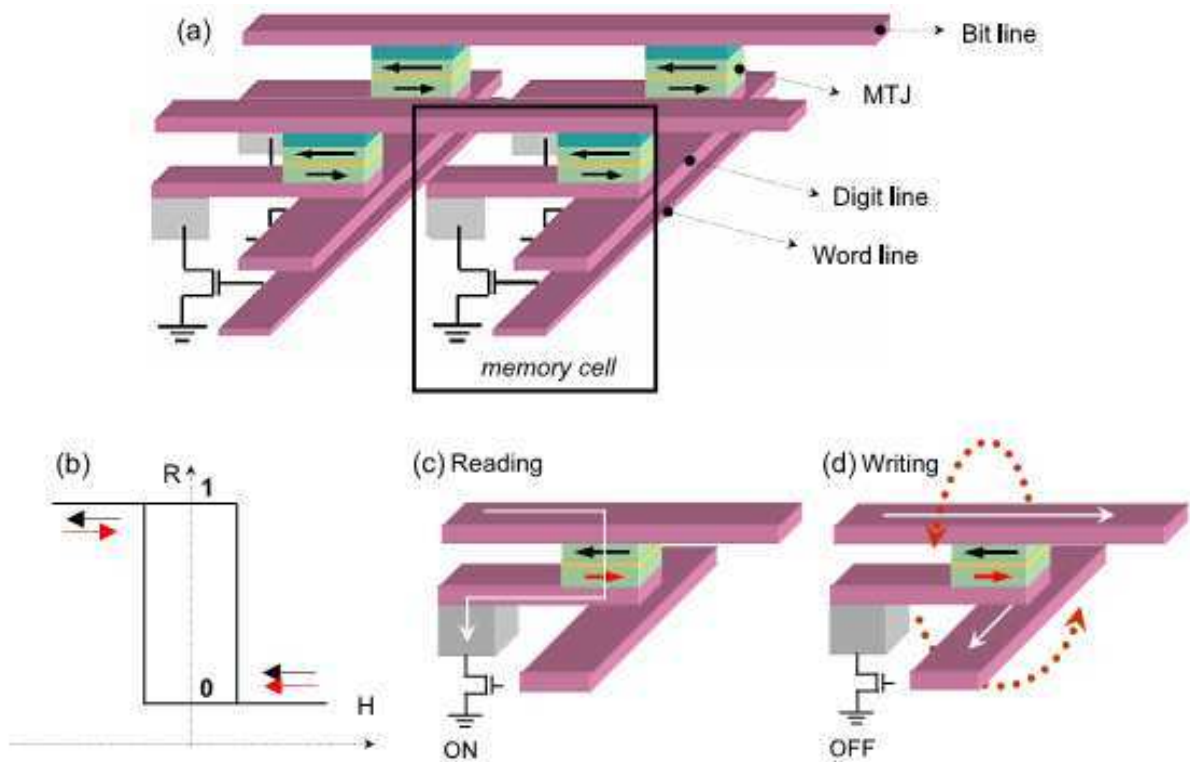 (a)
Bit line
MTJ
Digit line
Word line
memory cell
(b)
R
1
0
H
(c) Reading
ON
(d) Writing
OFF